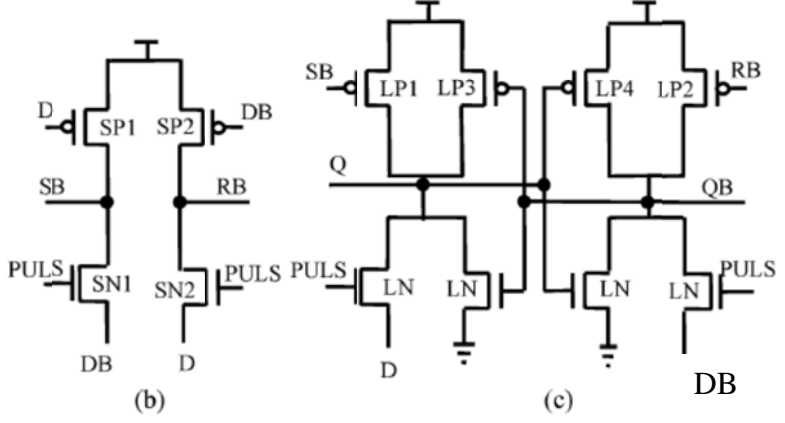 SB
LP1 LP3
LP4 LP2
RB
D
SP1 SP2
DB
Q
SB
RB
QB
PULS
SN1 SN2
PULS
PULS
LN LN
LN LN
PULS
DB
D
D
DB
(b)
(c)